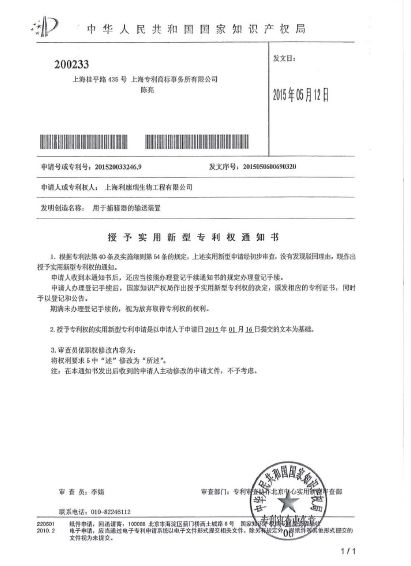 中华人民共和国国家知识产权局
200233
上海桂平路 435 号 上海专利商标事务所有限公司
陈亮
发文日：
2015年05月12日
申请号或专利号：201520033246.9
发文序号：2015050600690320
申请人或专利权人：上海利康瑞生物工程有限公司
发明创造名称：用于捕猎器的输送装置
授予实用新型专利权通知书
1. 根据专利法第 40 条及实施细则第 54 条的规定，上述实用新型申请经初步审查，没有发现驳回理由，现作出
授予实用新型专利权的通知。
申请人收到本通知书后，还应当依照办理登记手续通知书的规定办理登记手续。
申请人办理登记手续后，国家知识产权局作出授予实用新型专利权的决定，颁发相应的专利证书，同时
予以登记和公告。
期满未办理登记手续的，视为放弃取得专利权的权利。
2. 授予专利权的实用新型专利申请是以申请人于申请日 2015 年 01 月 16 日提交的文本为基础。
3. 审查员依职权修改内容为：
将权利要求 5 中“述”修改为“所述”。
注：在本通知书发出后收到的申请人主动修改的申请文件，不予考虑。
审 查 员：李嫱
审查部门：专利审查协作北京中心实用新型审查部
联系电话：010-82245112
220601
2010.2
纸件申请，回函请寄：100088 北京市海淀区蓟门桥西土城路 6 号 国家知识产权局专利局受理处收
电子申请，应当通过电子专利申请系统以电子文件形式提交相关文件。除另有规定外，以纸件等其他形式提交的
文件视为未提交。
1 / 1